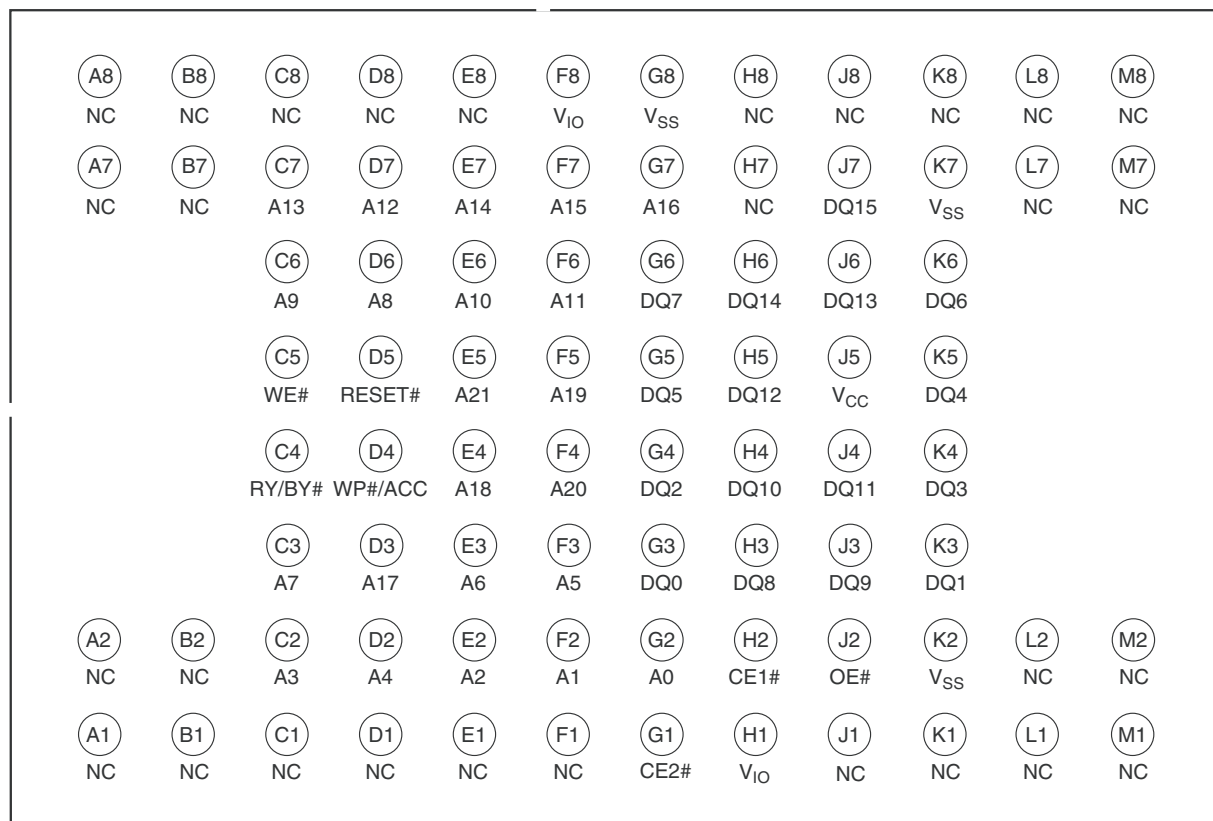 A8 B8 C8 D8 E8 F8 G8 H8 J8 K8 L8 M8
NC NC NC NC NC VIO VSS NC NC NC NC NC
A7 B7 C7 D7 E7 F7 G7 H7 J7 K7 L7 M7
NC NC A13 A12 A14 A15 A16 NC DQ15 VSS NC NC
C6 D6 E6 F6 G6 H6 J6 K6
A9 A8 A10 A11 DQ7 DQ14 DQ13 DQ6
C5 D5 E5 F5 G5 H5 J5 K5
WE# RESET# A21 A19 DQ5 DQ12 VCC DQ4
C4 D4 E4 F4 G4 H4 J4 K4
RY/BY# WP#/ACC A18 A20 DQ2 DQ10 DQ11 DQ3
C3 D3 E3 F3 G3 H3 J3 K3
A7 A17 A6 A5 DQ0 DQ8 DQ9 DQ1
A2 B2 C2 D2 E2 F2 G2 H2 J2 K2 L2 M2
NC NC A3 A4 A2 A1 A0 CE1# OE# VSS NC NC
A1 B1 C1 D1 E1 F1 G1 H1 J1 K1 L1 M1
NC NC NC NC NC NC CE2# VIO NC NC NC NC